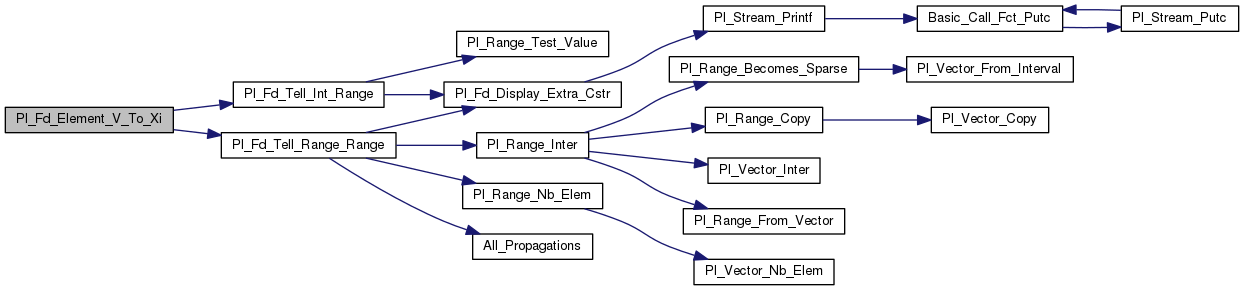 Pl_Fd_Element_V_To_Xi
Pl_Fd_Tell_Int_Range
Pl_Range_Test_Value
Pl_Fd_Display_Extra_Cstr
Pl_Stream_Printf
Basic_Call_Fct_Putc
Pl_Stream_Putc
Pl_Fd_Tell_Range_Range
Pl_Range_Inter
Pl_Range_Becomes_Sparse
Pl_Vector_From_Interval
Pl_Range_Copy
Pl_Vector_Copy
Pl_Vector_Inter
Pl_Range_From_Vector
Pl_Range_Nb_Elem
Pl_Vector_Nb_Elem
All_Propagations